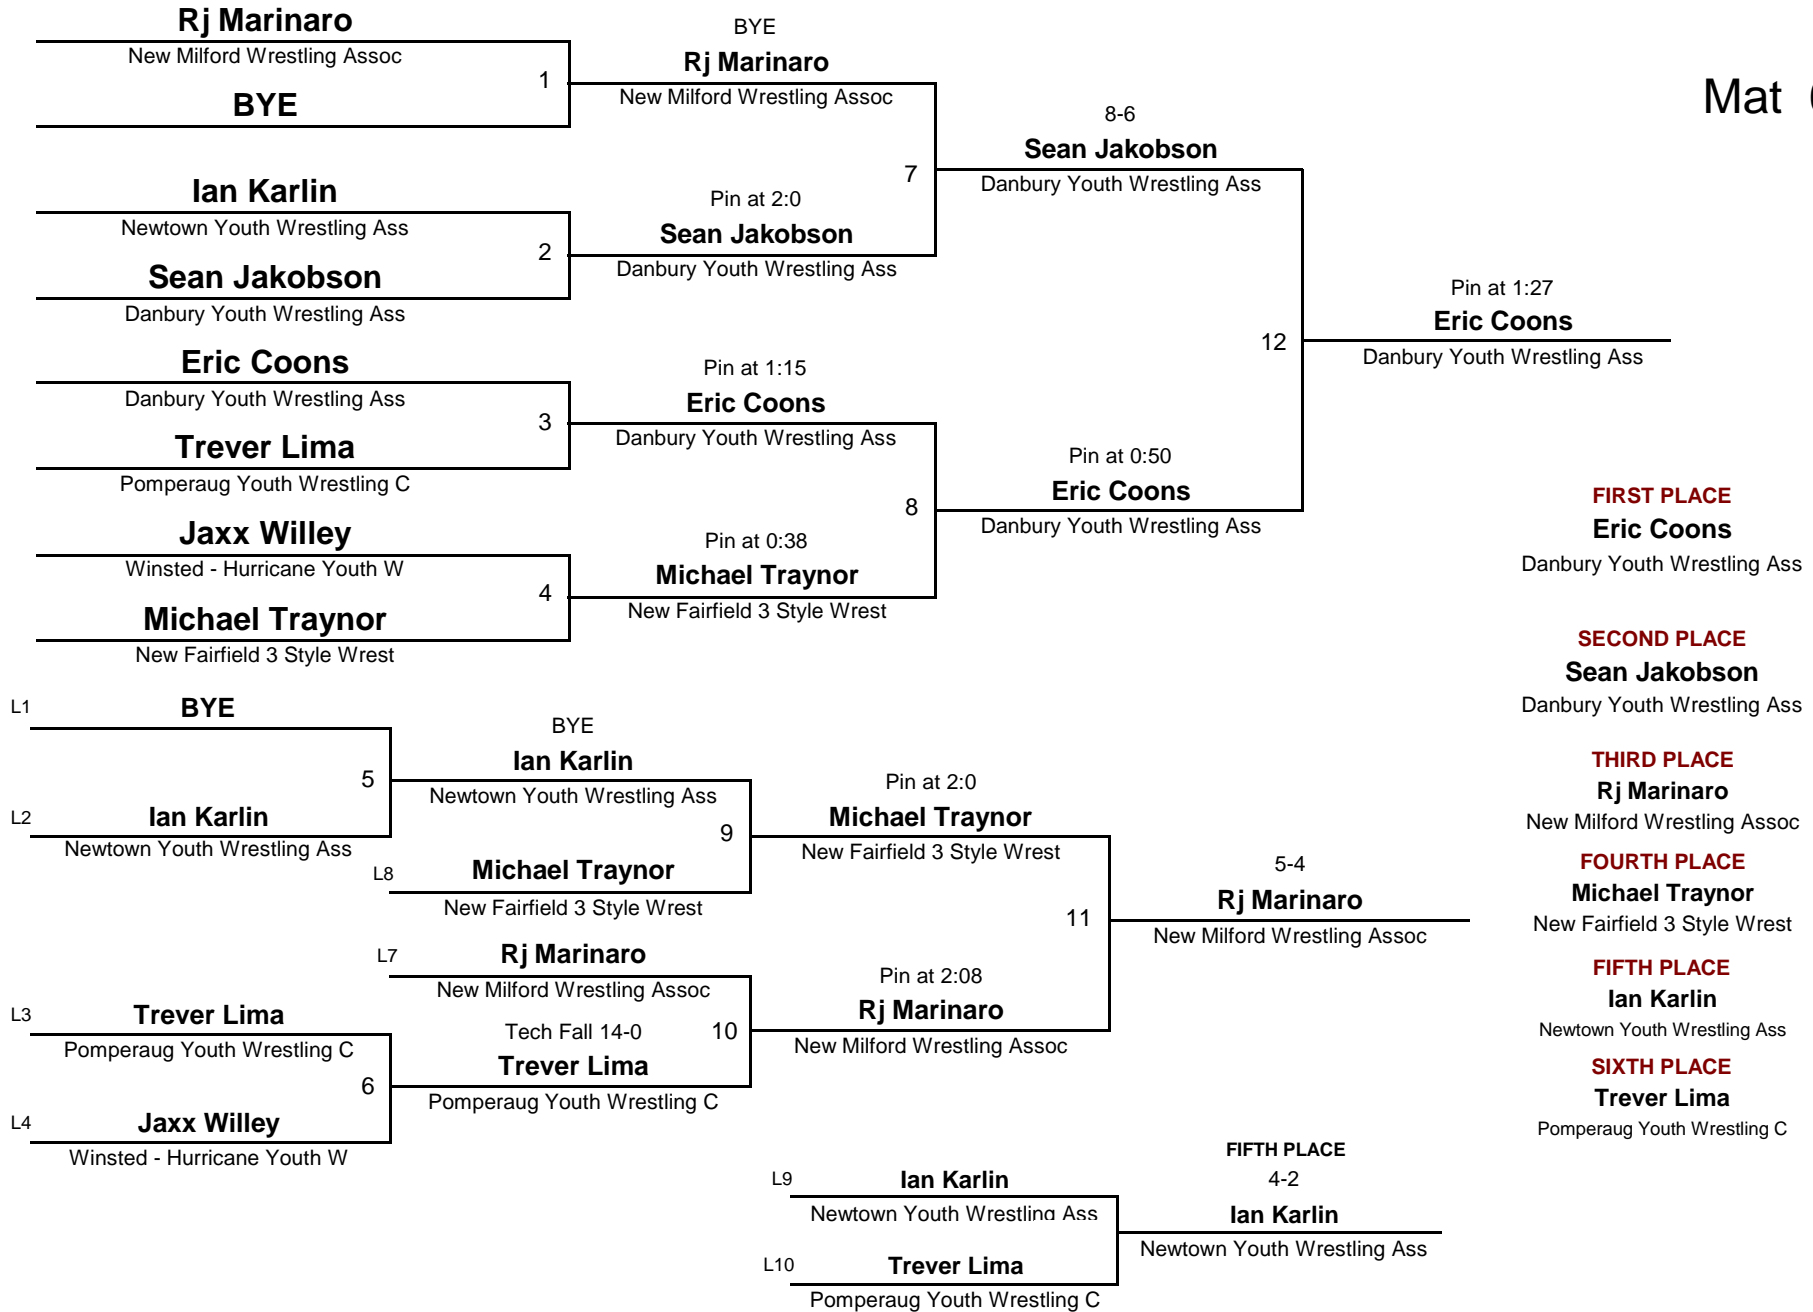 Rj Marinaro
New Milford Wrestling Assoc
1
BYE
BYE
Rj Marinaro
New Milford Wrestling Assoc
Mat
Ian Karlin
Newtown Youth Wrestling Ass
2
Sean Jakobson
Danbury Youth Wrestling Ass
Pin at 2:0
Sean Jakobson
Danbury Youth Wrestling Ass
7
8-6
Sean Jakobson
Danbury Youth Wrestling Ass
Eric Coons
Danbury Youth Wrestling Ass
3
Trever Lima
Pomperaug Youth Wrestling C
Pin at 1:15
Eric Coons
Danbury Youth Wrestling Ass
Jaxx Willey
Winsted - Hurricane Youth W
4
Michael Traynor
New Fairfield 3 Style Wrest
Pin at 0:38
Michael Traynor
New Fairfield 3 Style Wrest
8
Pin at 0:50
Eric Coons
Danbury Youth Wrestling Ass
12
Pin at 1:27
Eric Coons
Danbury Youth Wrestling Ass
FIRST PLACE
Eric Coons
Danbury Youth Wrestling Ass
SECOND PLACE
Sean Jakobson
Danbury Youth Wrestling Ass
THIRD PLACE
Rj Marinaro
New Milford Wrestling Assoc
FOURTH PLACE
Michael Traynor
New Fairfield 3 Style Wrest
FIFTH PLACE
Ian Karlin
Newtown Youth Wrestling Ass
SIXTH PLACE
Trever Lima
Pomperaug Youth Wrestling C
L1
BYE
5
L2
Ian Karlin
Newtown Youth Wrestling Ass
BYE
Ian Karlin
Newtown Youth Wrestling Ass
9
L8
Michael Traynor
New Fairfield 3 Style Wrest
Pin at 2:0
Michael Traynor
New Fairfield 3 Style Wrest
L7
Rj Marinaro
New Milford Wrestling Assoc
L3
Trever Lima
Pomperaug Youth Wrestling C
6
L4
Jaxx Willey
Winsted - Hurricane Youth W
Tech Fall 14-0
10
Trever Lima
Pomperaug Youth Wrestling C
Pin at 2:08
Rj Marinaro
New Milford Wrestling Assoc
11
5-4
Rj Marinaro
New Milford Wrestling Assoc
L9
Ian Karlin
Newtown Youth Wrestling Ass
L10
Trever Lima
Pomperaug Youth Wrestling C
FIFTH PLACE
4-2
Ian Karlin
Newtown Youth Wrestling Ass